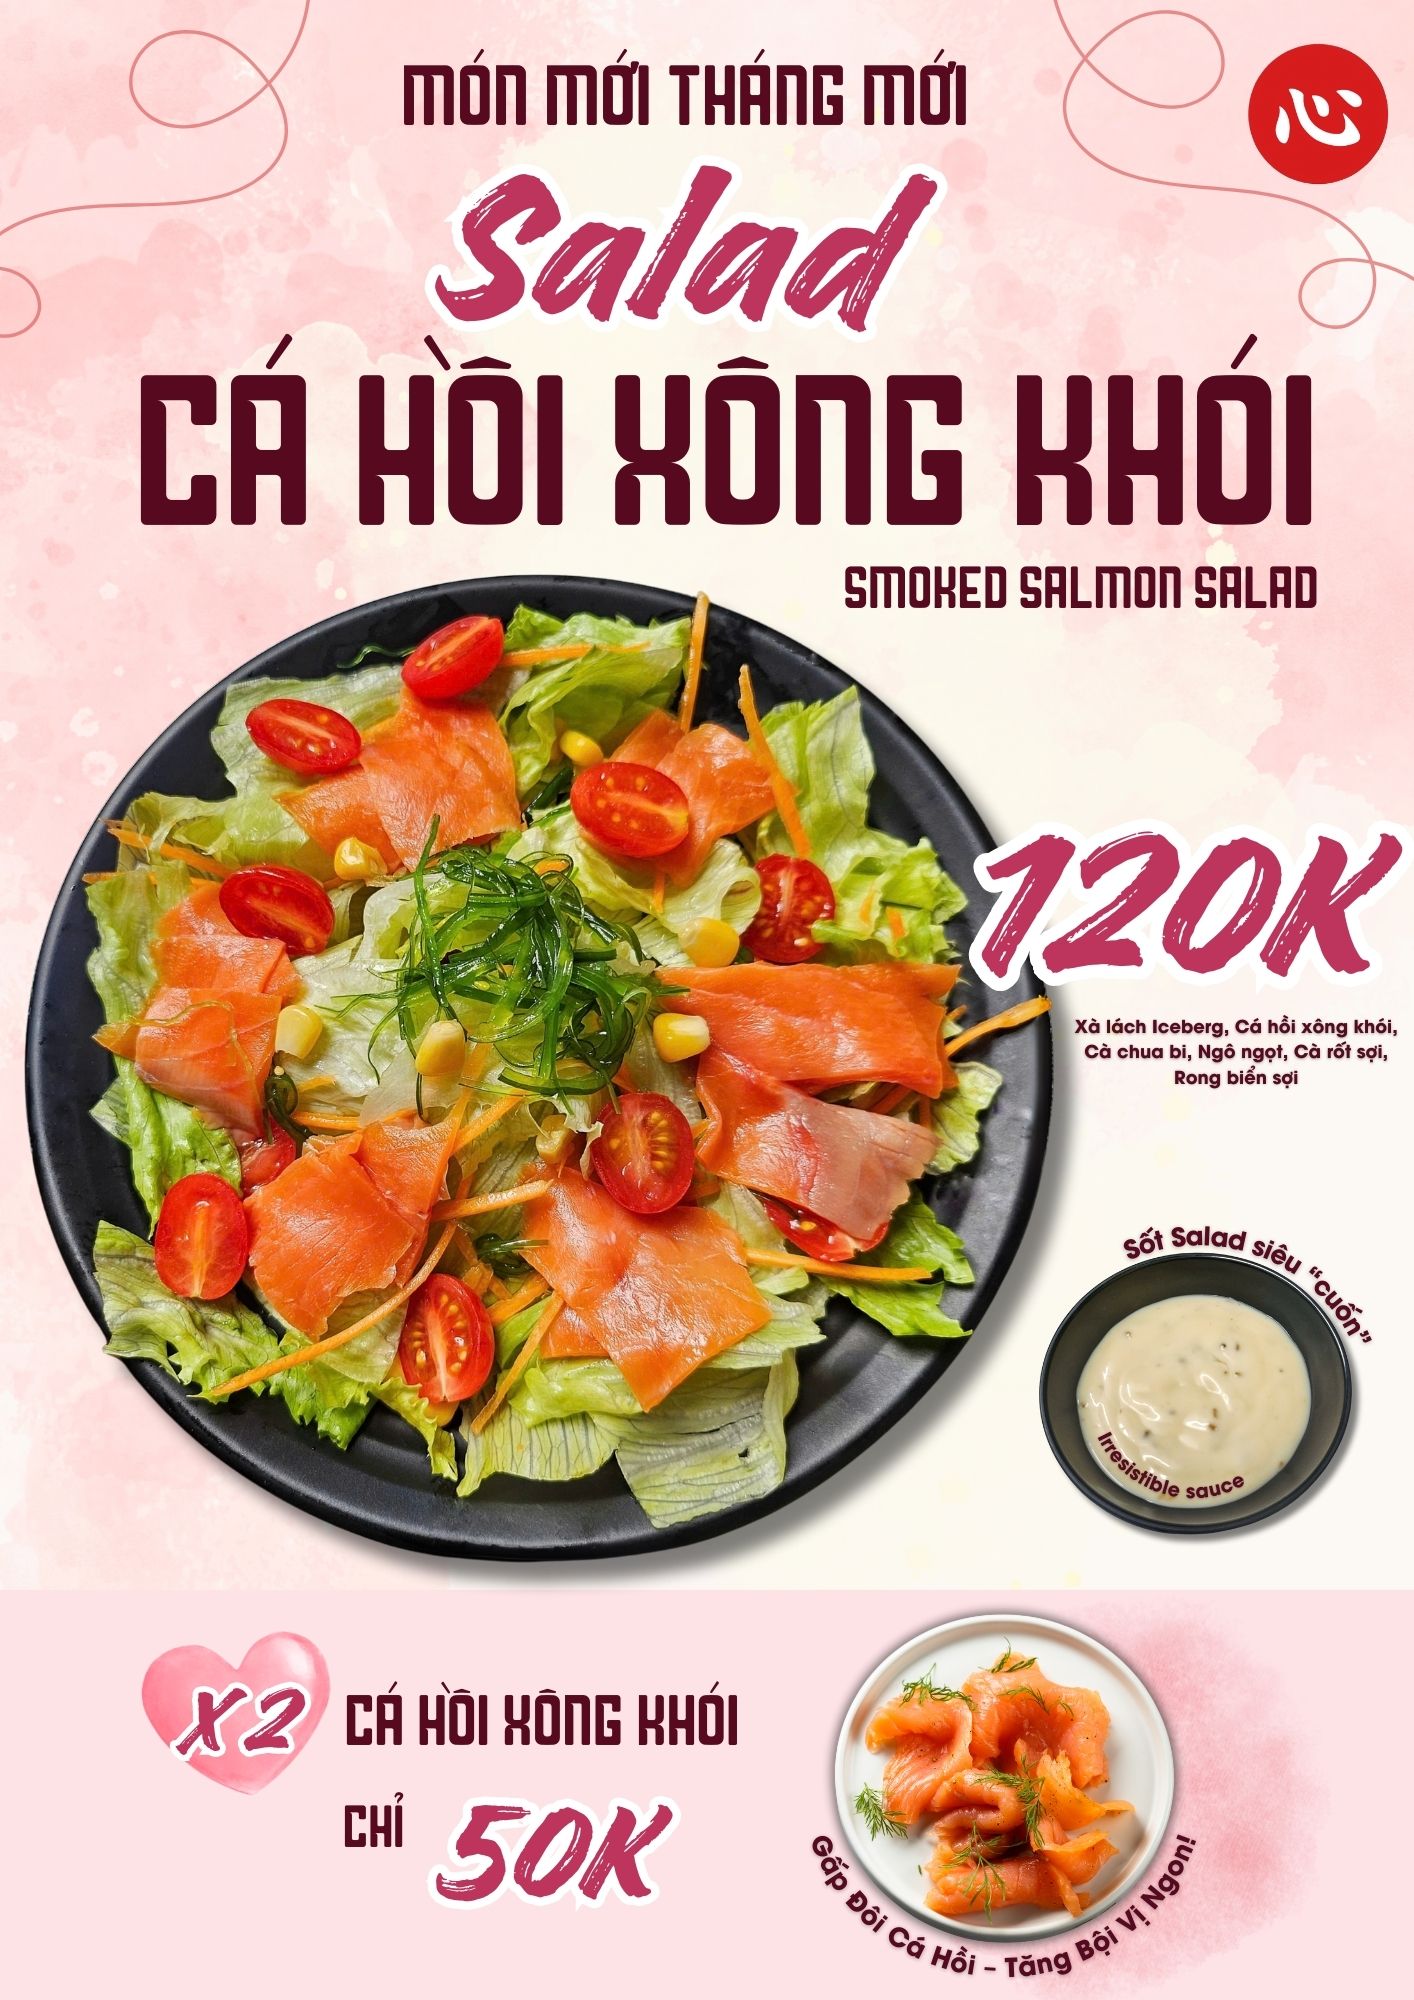 MÓN MỚI THÁNG MỚI
心
Salad
CÁ HỒI XÔNG KHÓI
SMOKED SALMON SALAD
120K
Xà lách Iceberg, Cá hồi xông khói,
Cà chua bi, Ngô ngọt, Cà rốt sợi,
Rong biển sợi
Sốt Salad siêu “cuốn”
Irresistible sauce
X2
CÁ HỒI XÔNG KHÓI
CHỈ 50K
Gấp Đôi Cá Hồi - Tăng Bội Vị Ngon!